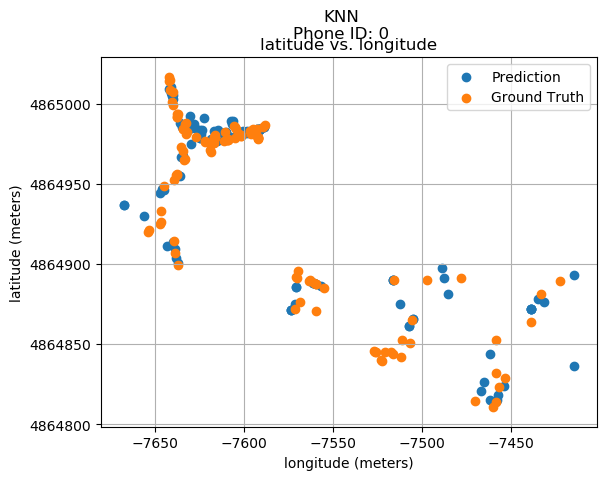 KNN
Phone ID: 0
latitude vs. longitude
Prediction
Ground Truth
4865000
4864950
4864900
4864850
4864800
latitude (meters)
−7650 −7600 −7550 −7500 −7450
longitude (meters)